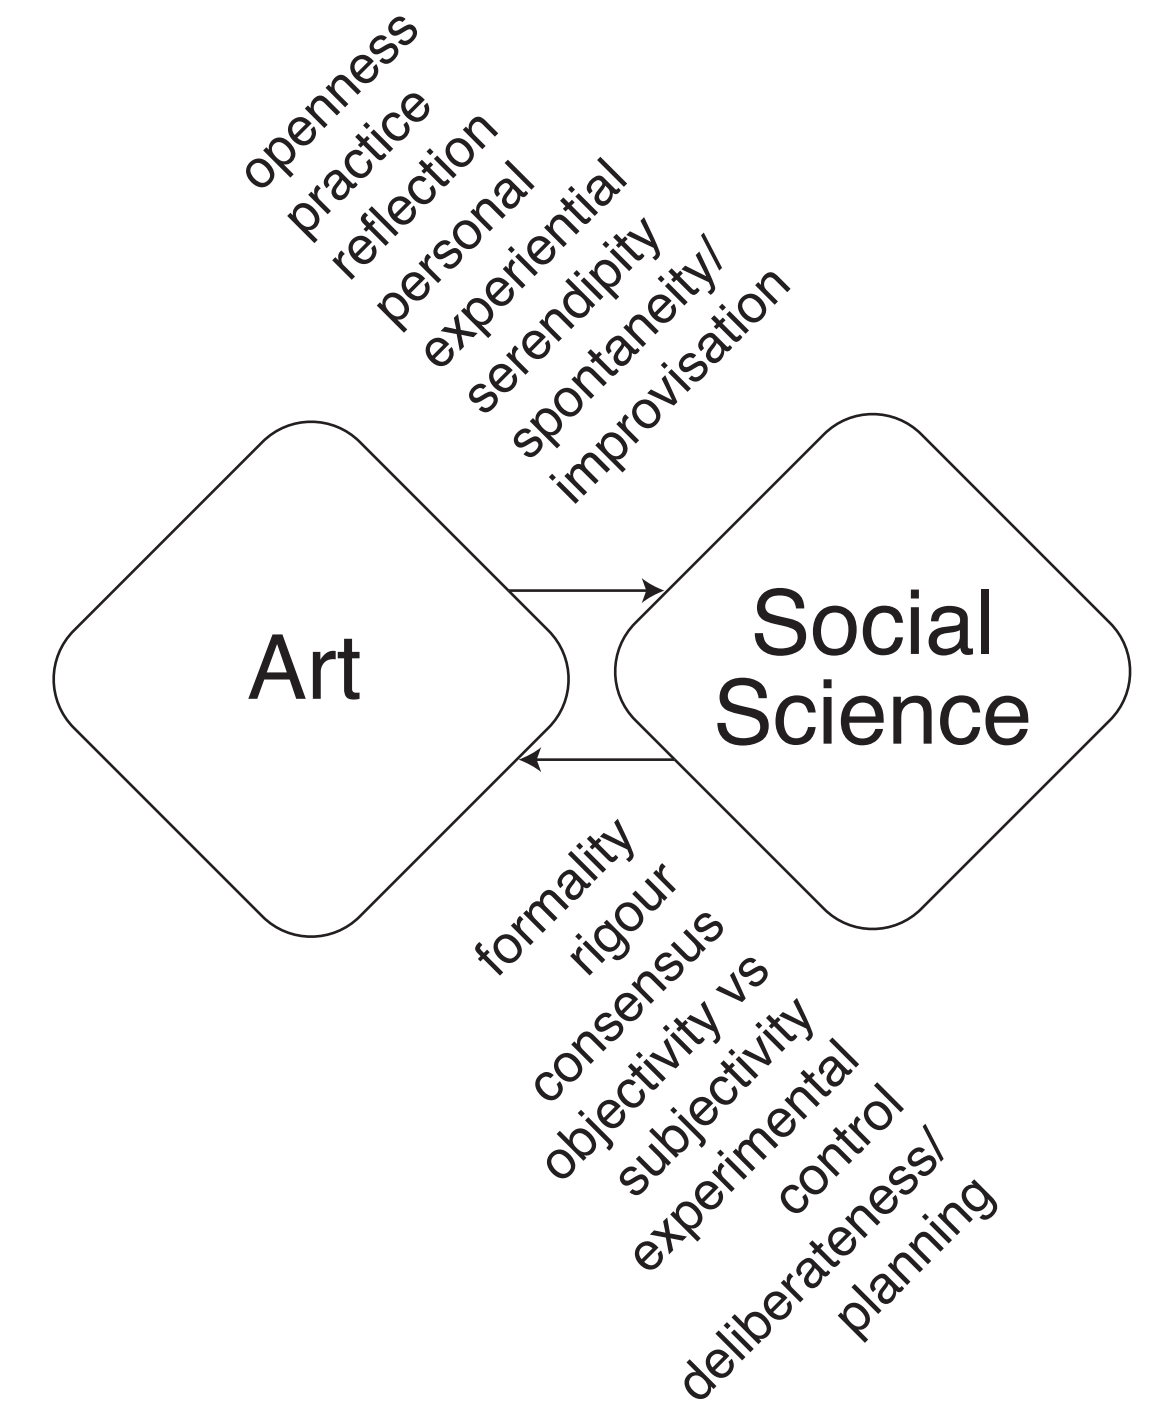 openness
practice
reflection
personal
experiential
serendipity
spontaneity/
improvisation
Art
Social
Science
formality
rigour
consensus
objectivity vs
subjectivity
experimental
control
deliberateness/
planning